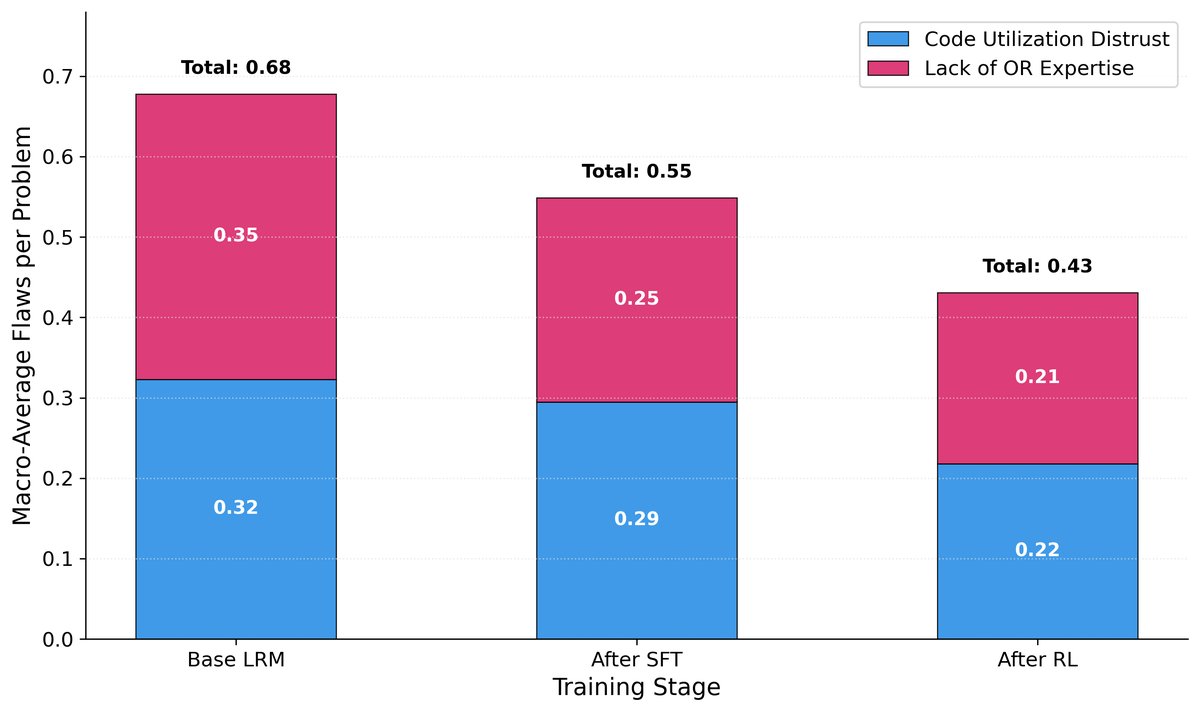 Code Utilization Distrust
Lack of OR Expertise
Total: 0.68
Total: 0.55
Total: 0.43
0.35
0.25
0.21
0.32
0.29
0.22
Macro-Average Flaws per Problem
0.7
0.6
0.5
0.4
0.3
0.2
0.1
0.0
Base LRM
After SFT
After RL
Training Stage